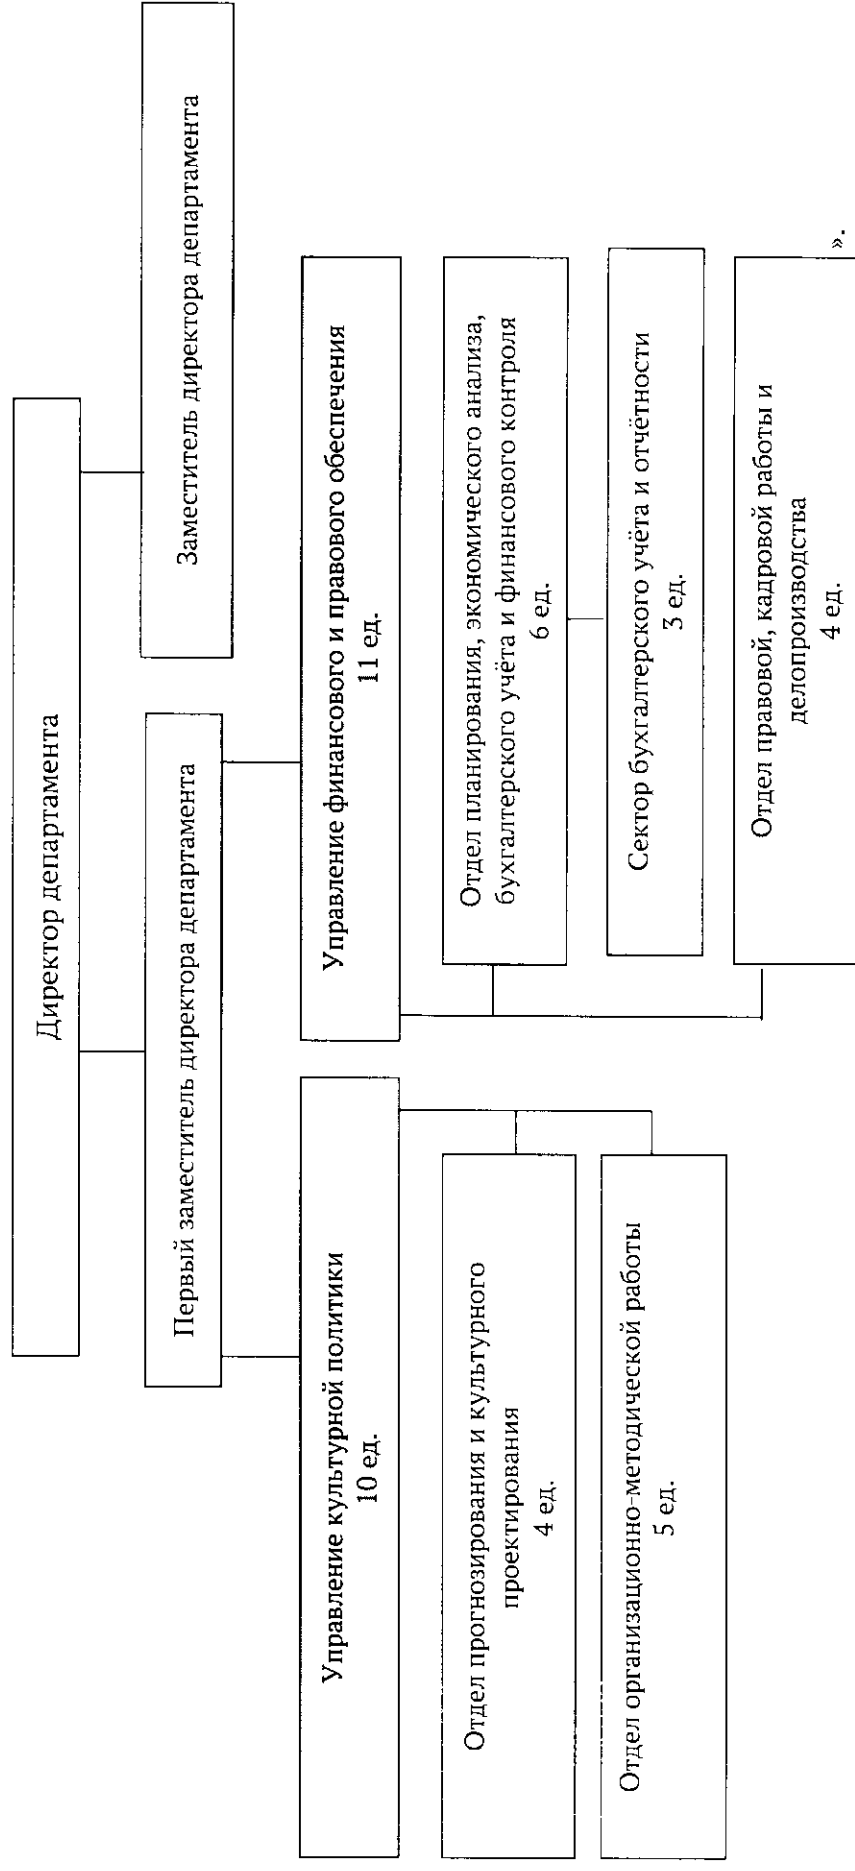 Директор департамента
Первый заместитель директора департамента
Заместитель директора департамента
Управление культурной политики
10 ед.
Отдел прогнозирования и культурного
проектирования
4 ед.
Отдел организационно-методической работы
5 ед.
Управление финансового и правового обеспечения
11 ед.
Отдел планирования, экономического анализа,
бухгалтерского учёта и финансового контроля
6 ед.
Сектор бухгалтерского учёта и отчётности
3 ед.
Отдел правовой, кадровой работы и
делопроизводства
4 ед.
».